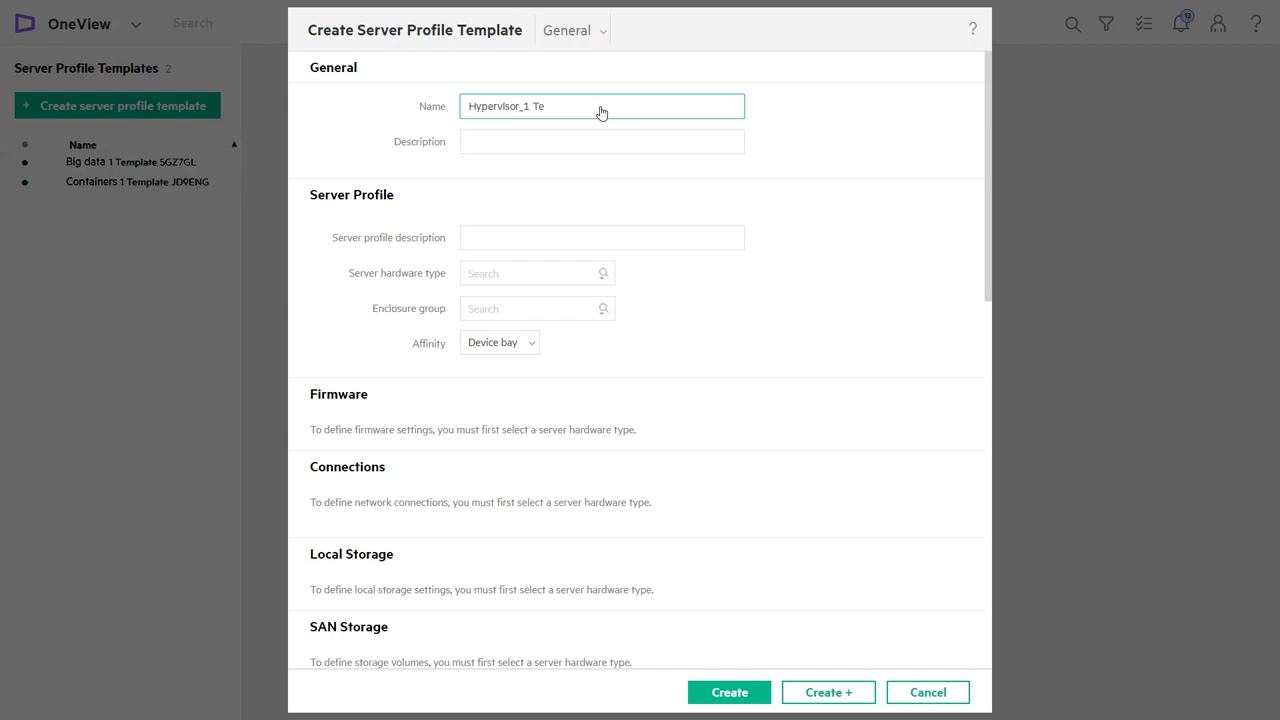 OneView
Search
12
?
Server Profile Templates 2
+ Create server profile template
Name
Big data 1 Template 5GZ7GL
Containers 1 Template JD9ENG
Create Server Profile Template
General
?
General
Name
Hypervisor_1 Te
Description
Server Profile
Server profile description
Server hardware type
Search
Enclosure group
Search
Affinity
Device bay
Firmware
To define firmware settings, you must first select a server hardware type.
Connections
To define network connections, you must first select a server hardware type.
Local Storage
To define local storage settings, you must first select a server hardware type.
SAN Storage
To define storage volumes, you must first select a server hardware type.
Create
Create +
Cancel